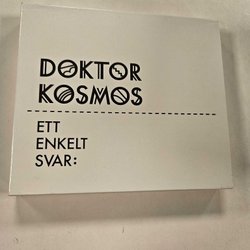 DOKTOR
KOSMOS
ETT
ENKELT
SVAR: